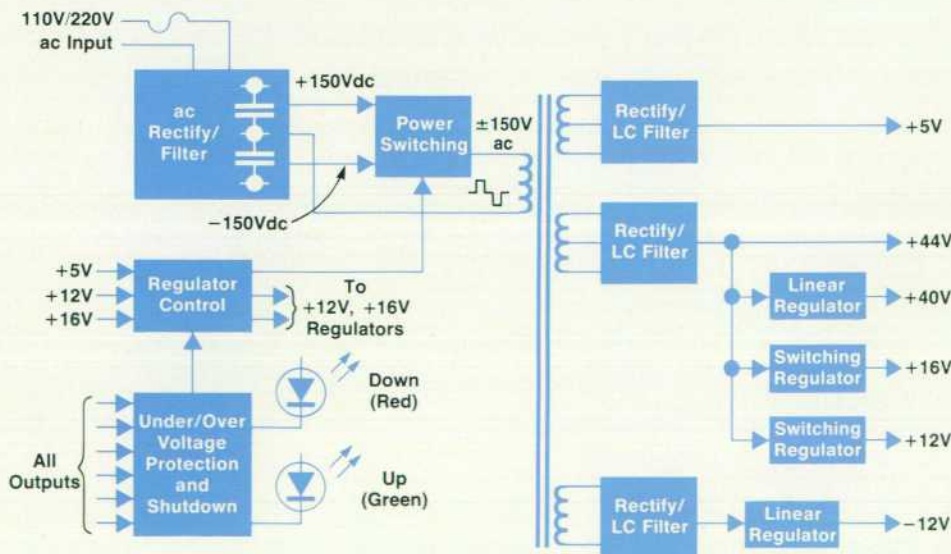 110V/220V
ac Input
ac
Rectify/
Filter
+150Vdc
−150Vdc
Power
Switching
±150V
ac
Rectify/
LC Filter
+5V
Rectify/
LC Filter
+44V
Linear
Regulator
+40V
Switching
Regulator
+16V
Switching
Regulator
+12V
Rectify/
LC Filter
Linear
Regulator
−12V
+5V
+12V
+16V
Regulator
Control
To
+12V, +16V
Regulators
All
Outputs
Under/Over
Voltage
Protection
and
Shutdown
Down
(Red)
Up
(Green)